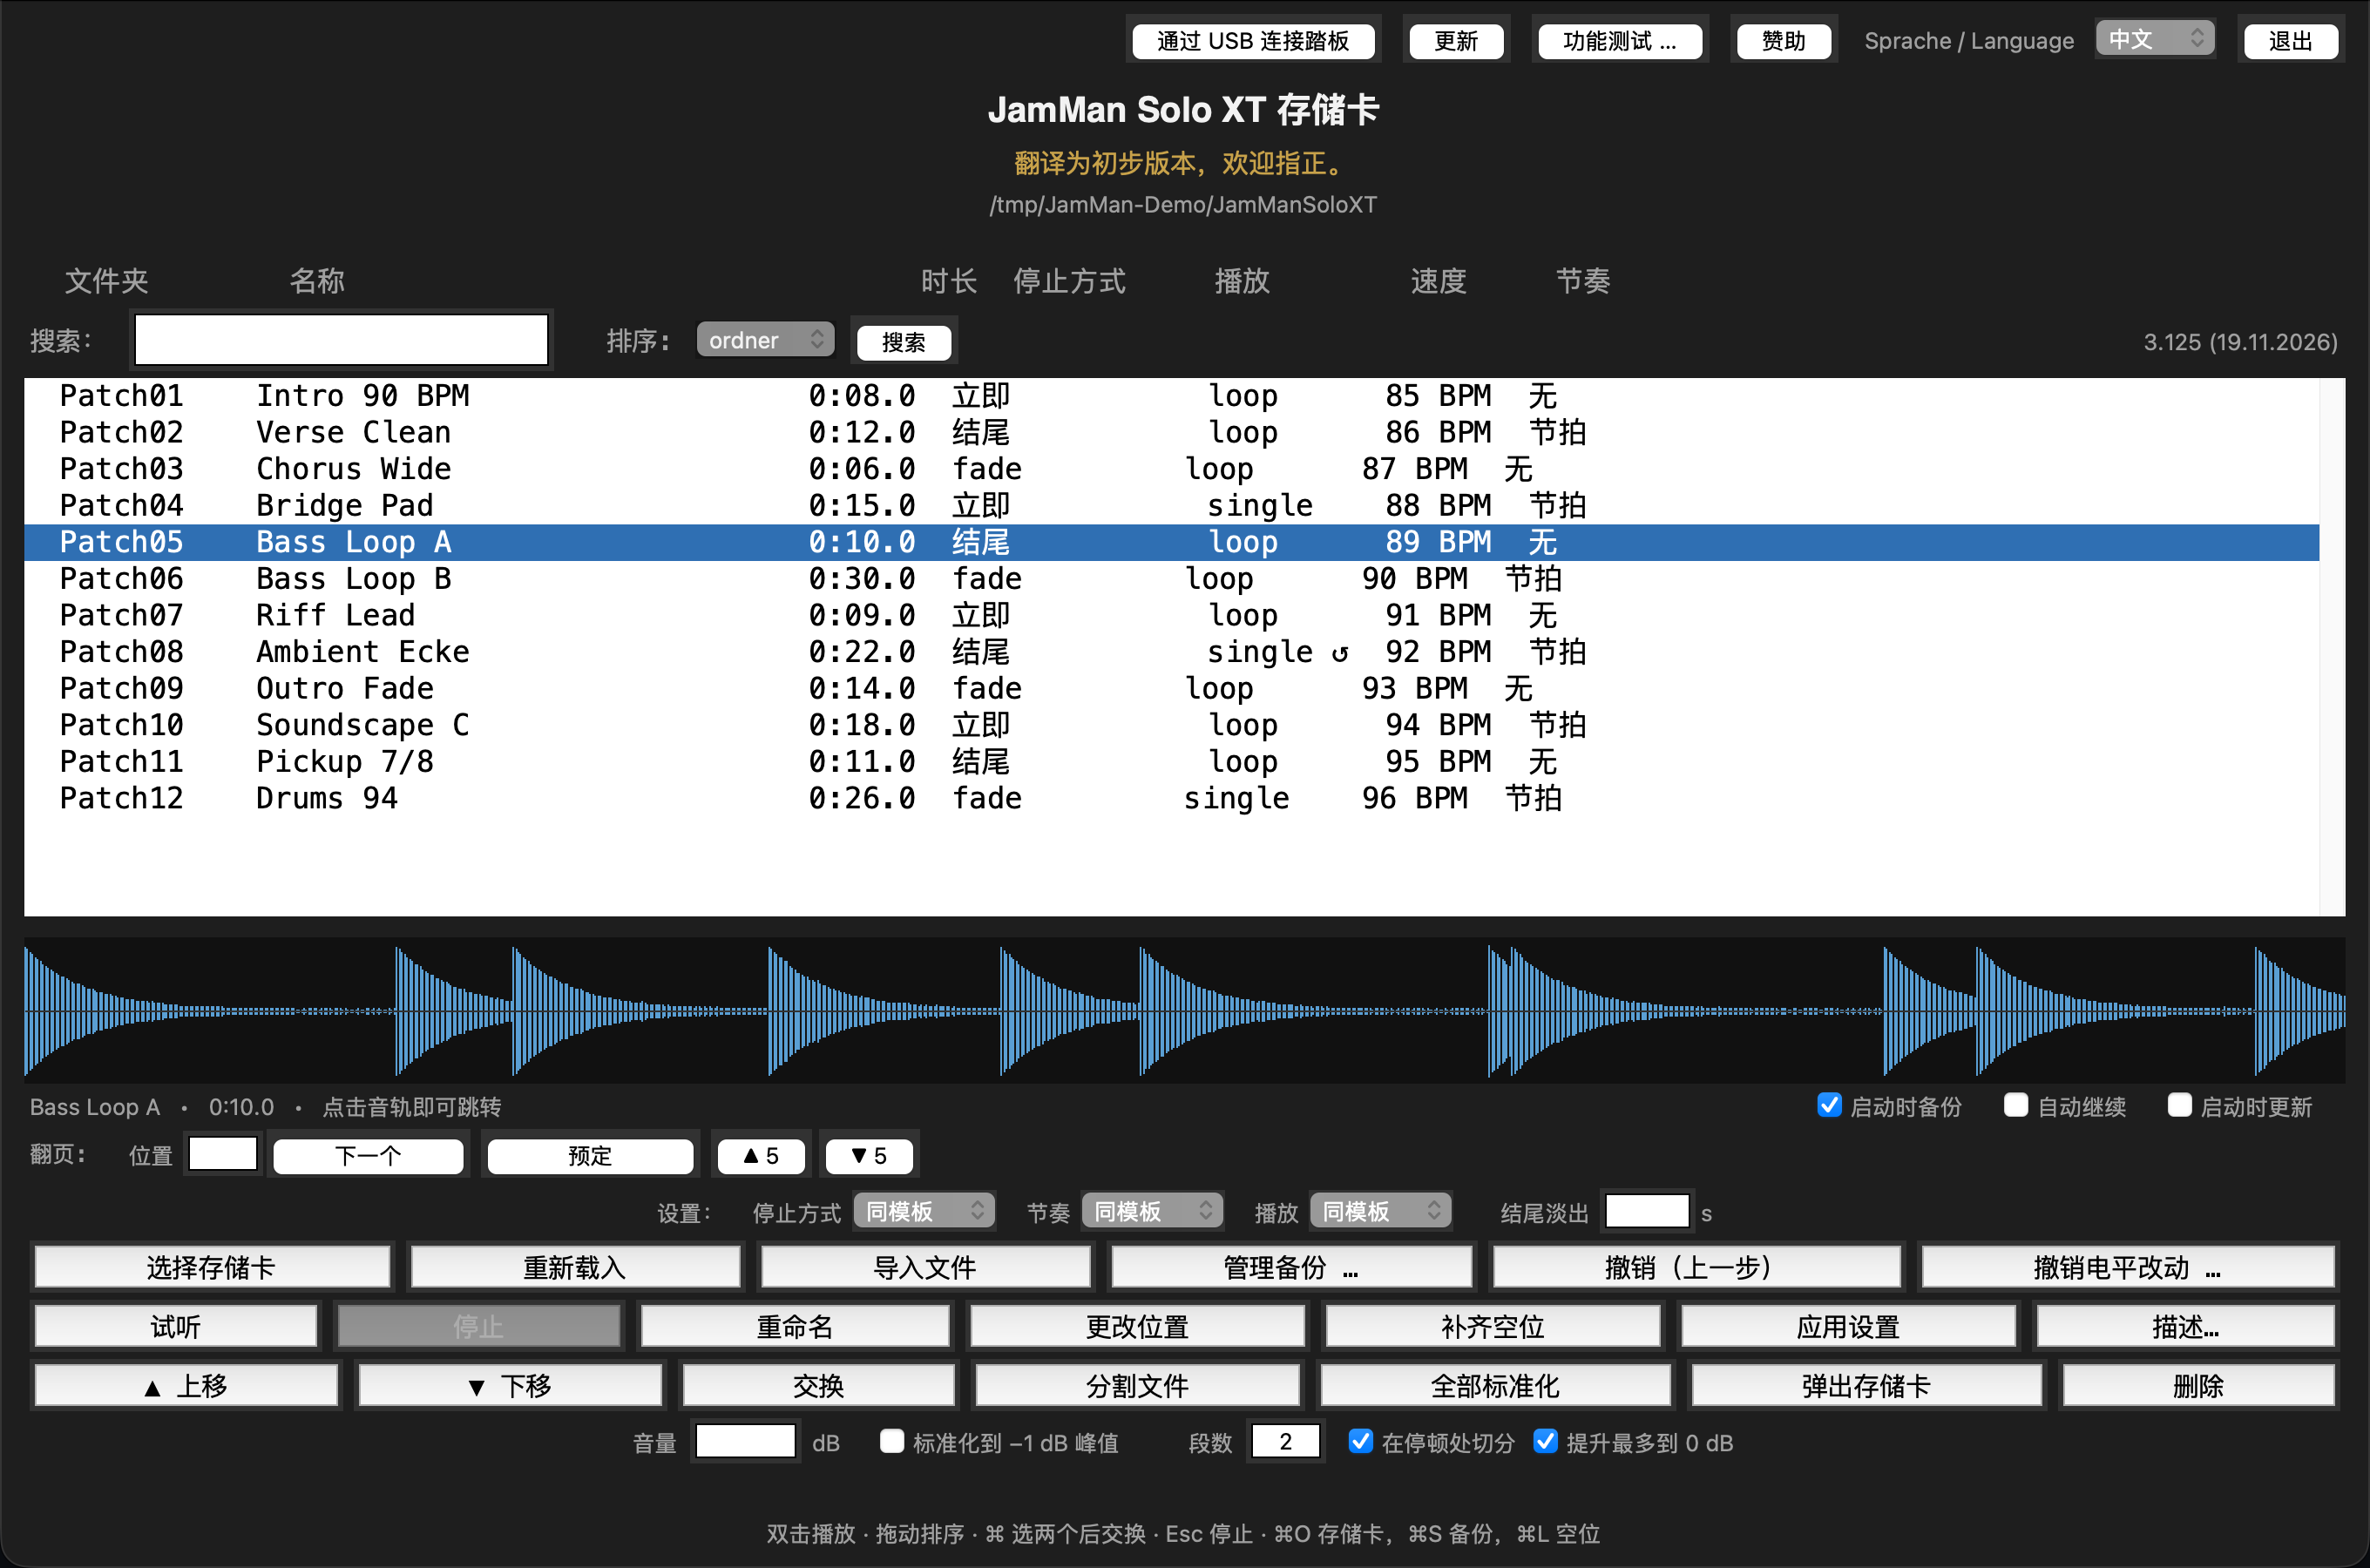 通过 USB 连接踏板 更新 功能测试 ... 赞助 Sprache / Language 中文 退出
JamMan Solo XT 存储卡
翻译为初步版本，欢迎指正。
/tmp/JamMan-Demo/JamManSoloXT
文件夹 名称 时长 停止方式 播放 速度 节奏
搜索： 排序： ordner 搜索 3.125 (19.11.2026)
Patch01 Intro 90 BPM 0:08.0 立即 loop 85 BPM 无
Patch02 Verse Clean 0:12.0 结尾 loop 86 BPM 节拍
Patch03 Chorus Wide 0:06.0 fade loop 87 BPM 无
Patch04 Bridge Pad 0:15.0 立即 single 88 BPM 节拍
Patch05 Bass Loop A 0:10.0 结尾 loop 89 BPM 无
Patch06 Bass Loop B 0:30.0 fade loop 90 BPM 节拍
Patch07 Riff Lead 0:09.0 立即 loop 91 BPM 无
Patch08 Ambient Ecke 0:22.0 结尾 single ↺ 92 BPM 节拍
Patch09 Outro Fade 0:14.0 fade loop 93 BPM 无
Patch10 Soundscape C 0:18.0 立即 loop 94 BPM 节拍
Patch11 Pickup 7/8 0:11.0 结尾 loop 95 BPM 无
Patch12 Drums 94 0:26.0 fade single 96 BPM 节拍
Bass Loop A • 0:10.0 • 点击音轨即可跳转 启动时备份 自动继续 启动时更新
翻页： 位置 下一个 预定 ▲ 5 ▼ 5
设置： 停止方式 同模板 节奏 同模板 播放 同模板 结尾淡出 s
选择存储卡 重新载入 导入文件 管理备份 ... 撤销（上一步） 撤销电平改动 ...
试听 停止 重命名 更改位置 补齐空位 应用设置 描述...
▲ 上移 ▼ 下移 交换 分割文件 全部标准化 弹出存储卡 删除
音量 dB 标准化到 −1 dB 峰值 段数 2 在停顿处切分 提升最多到 0 dB
双击播放 · 拖动排序 · ⌘ 选两个后交换 · Esc 停止 · ⌘O 存储卡，⌘S 备份，⌘L 空位